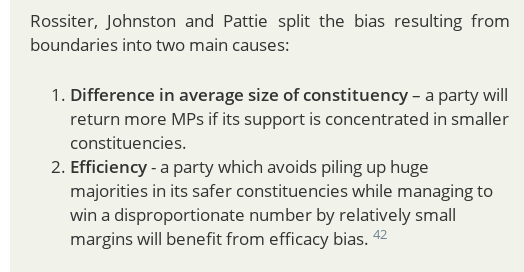 Rossiter, Johnston and Pattie split the bias resulting from
boundaries into two main causes:
1. Difference in average size of constituency – a party will
return more MPs if its support is concentrated in smaller
constituencies.
2. Efficiency - a party which avoids piling up huge
majorities in its safer constituencies while managing to
win a disproportionate number by relatively small
margins will benefit from efficacy bias. 42